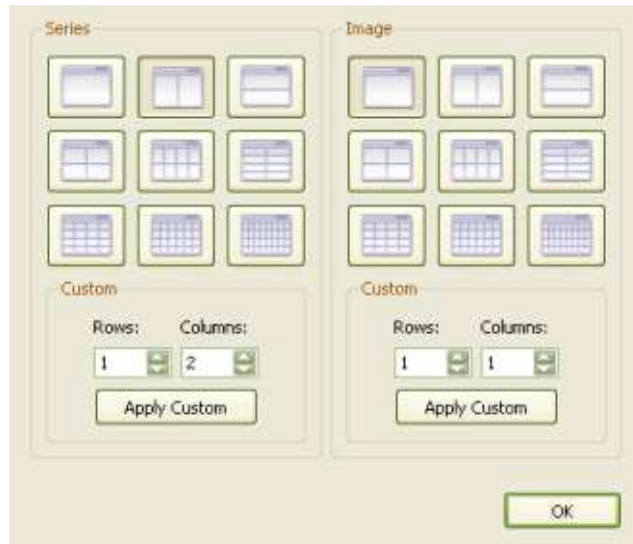 Series
Image
Custom
Rows: Columns:
1 2
Apply Custom
Custom
Rows: Columns:
1 1
Apply Custom
OK